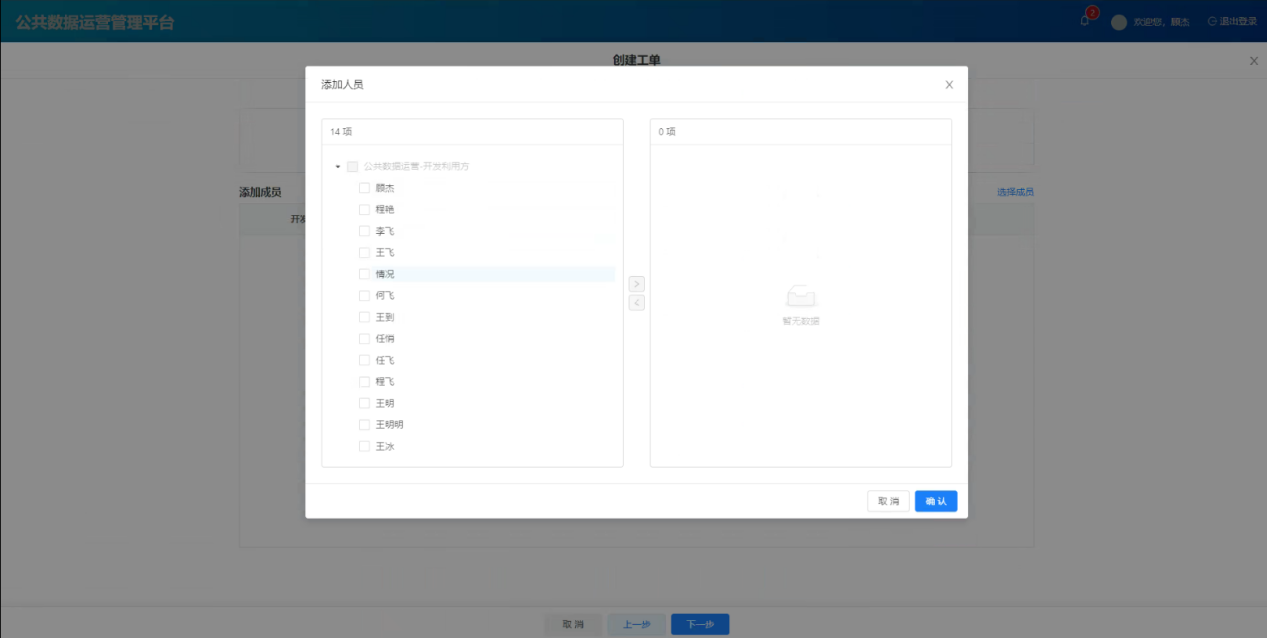 公共数据运营管理平台
2
欢迎您，顾杰
退出登录
创建工单
添加人员
14 项
0 项
公共数据运营-开发利用方
顾杰
程艳
李飞
王飞
情况
何飞
王到
任悄
任飞
程飞
王明
王明明
王冰
暂无数据
添加成员
选择成员
开发
取 消
确 认
取 消
上一步
下一步